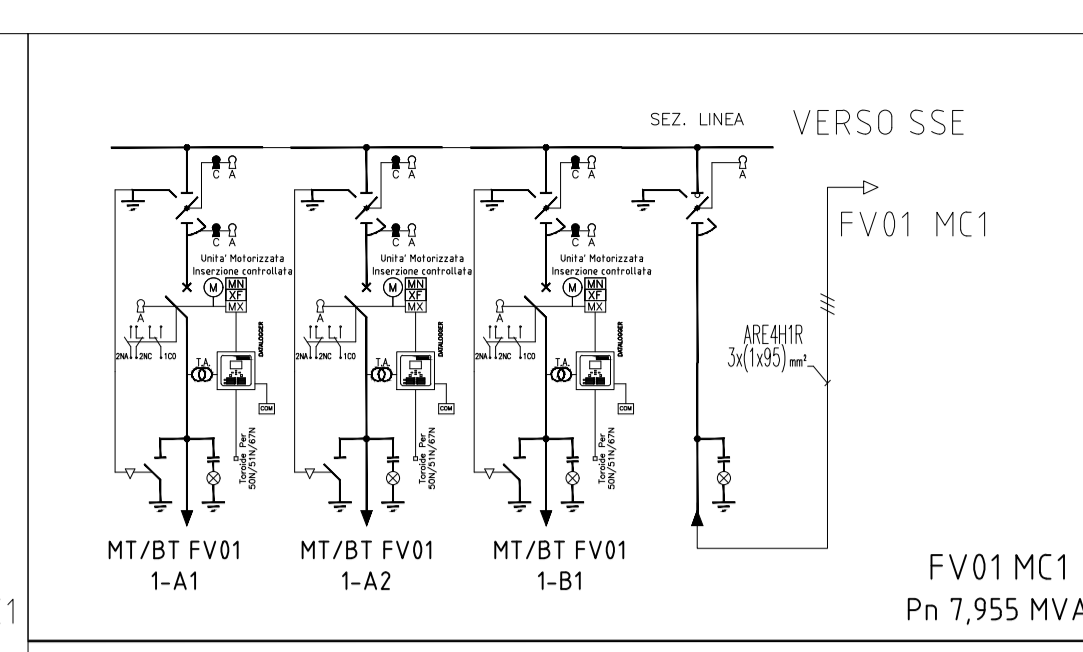 SEZ. LINEA
VERSO SSE
C A
C A
C A
A
FV01 MC1
C A
C A
C A
Unita' Motorizzata
Inserzione controllata
Unita' Motorizzata
Inserzione controllata
Unita' Motorizzata
Inserzione controllata
M
MN
XF
MX
M
MN
XF
MX
M
MN
XF
MX
A
A
A
2NA 2NC 1CO
2NA 2NC 1CO
2NA 2NC 1CO
DATALOGGER
DATALOGGER
DATALOGGER
T.A.
T.A.
T.A.
ARE4H1R
3x(1x95) mm²
COM
COM
COM
Toroide Per
50N/51N/67N
Toroide Per
50N/51N/67N
Toroide Per
50N/51N/67N
MT/BT FV01
1-A1
MT/BT FV01
1-A2
MT/BT FV01
1-B1
FV01 MC1
Pn 7,955 MVA
1